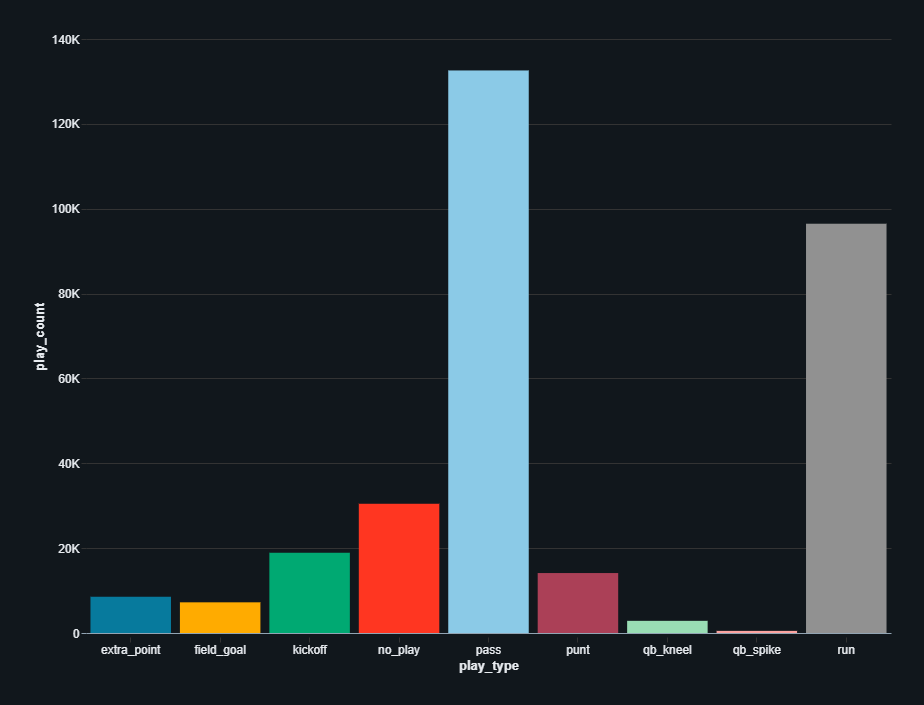 140K
120K
100K
80K
60K
40K
20K
0
play_count
extra_point field_goal kickoff no_play pass punt qb_kneel qb_spike run
play_type